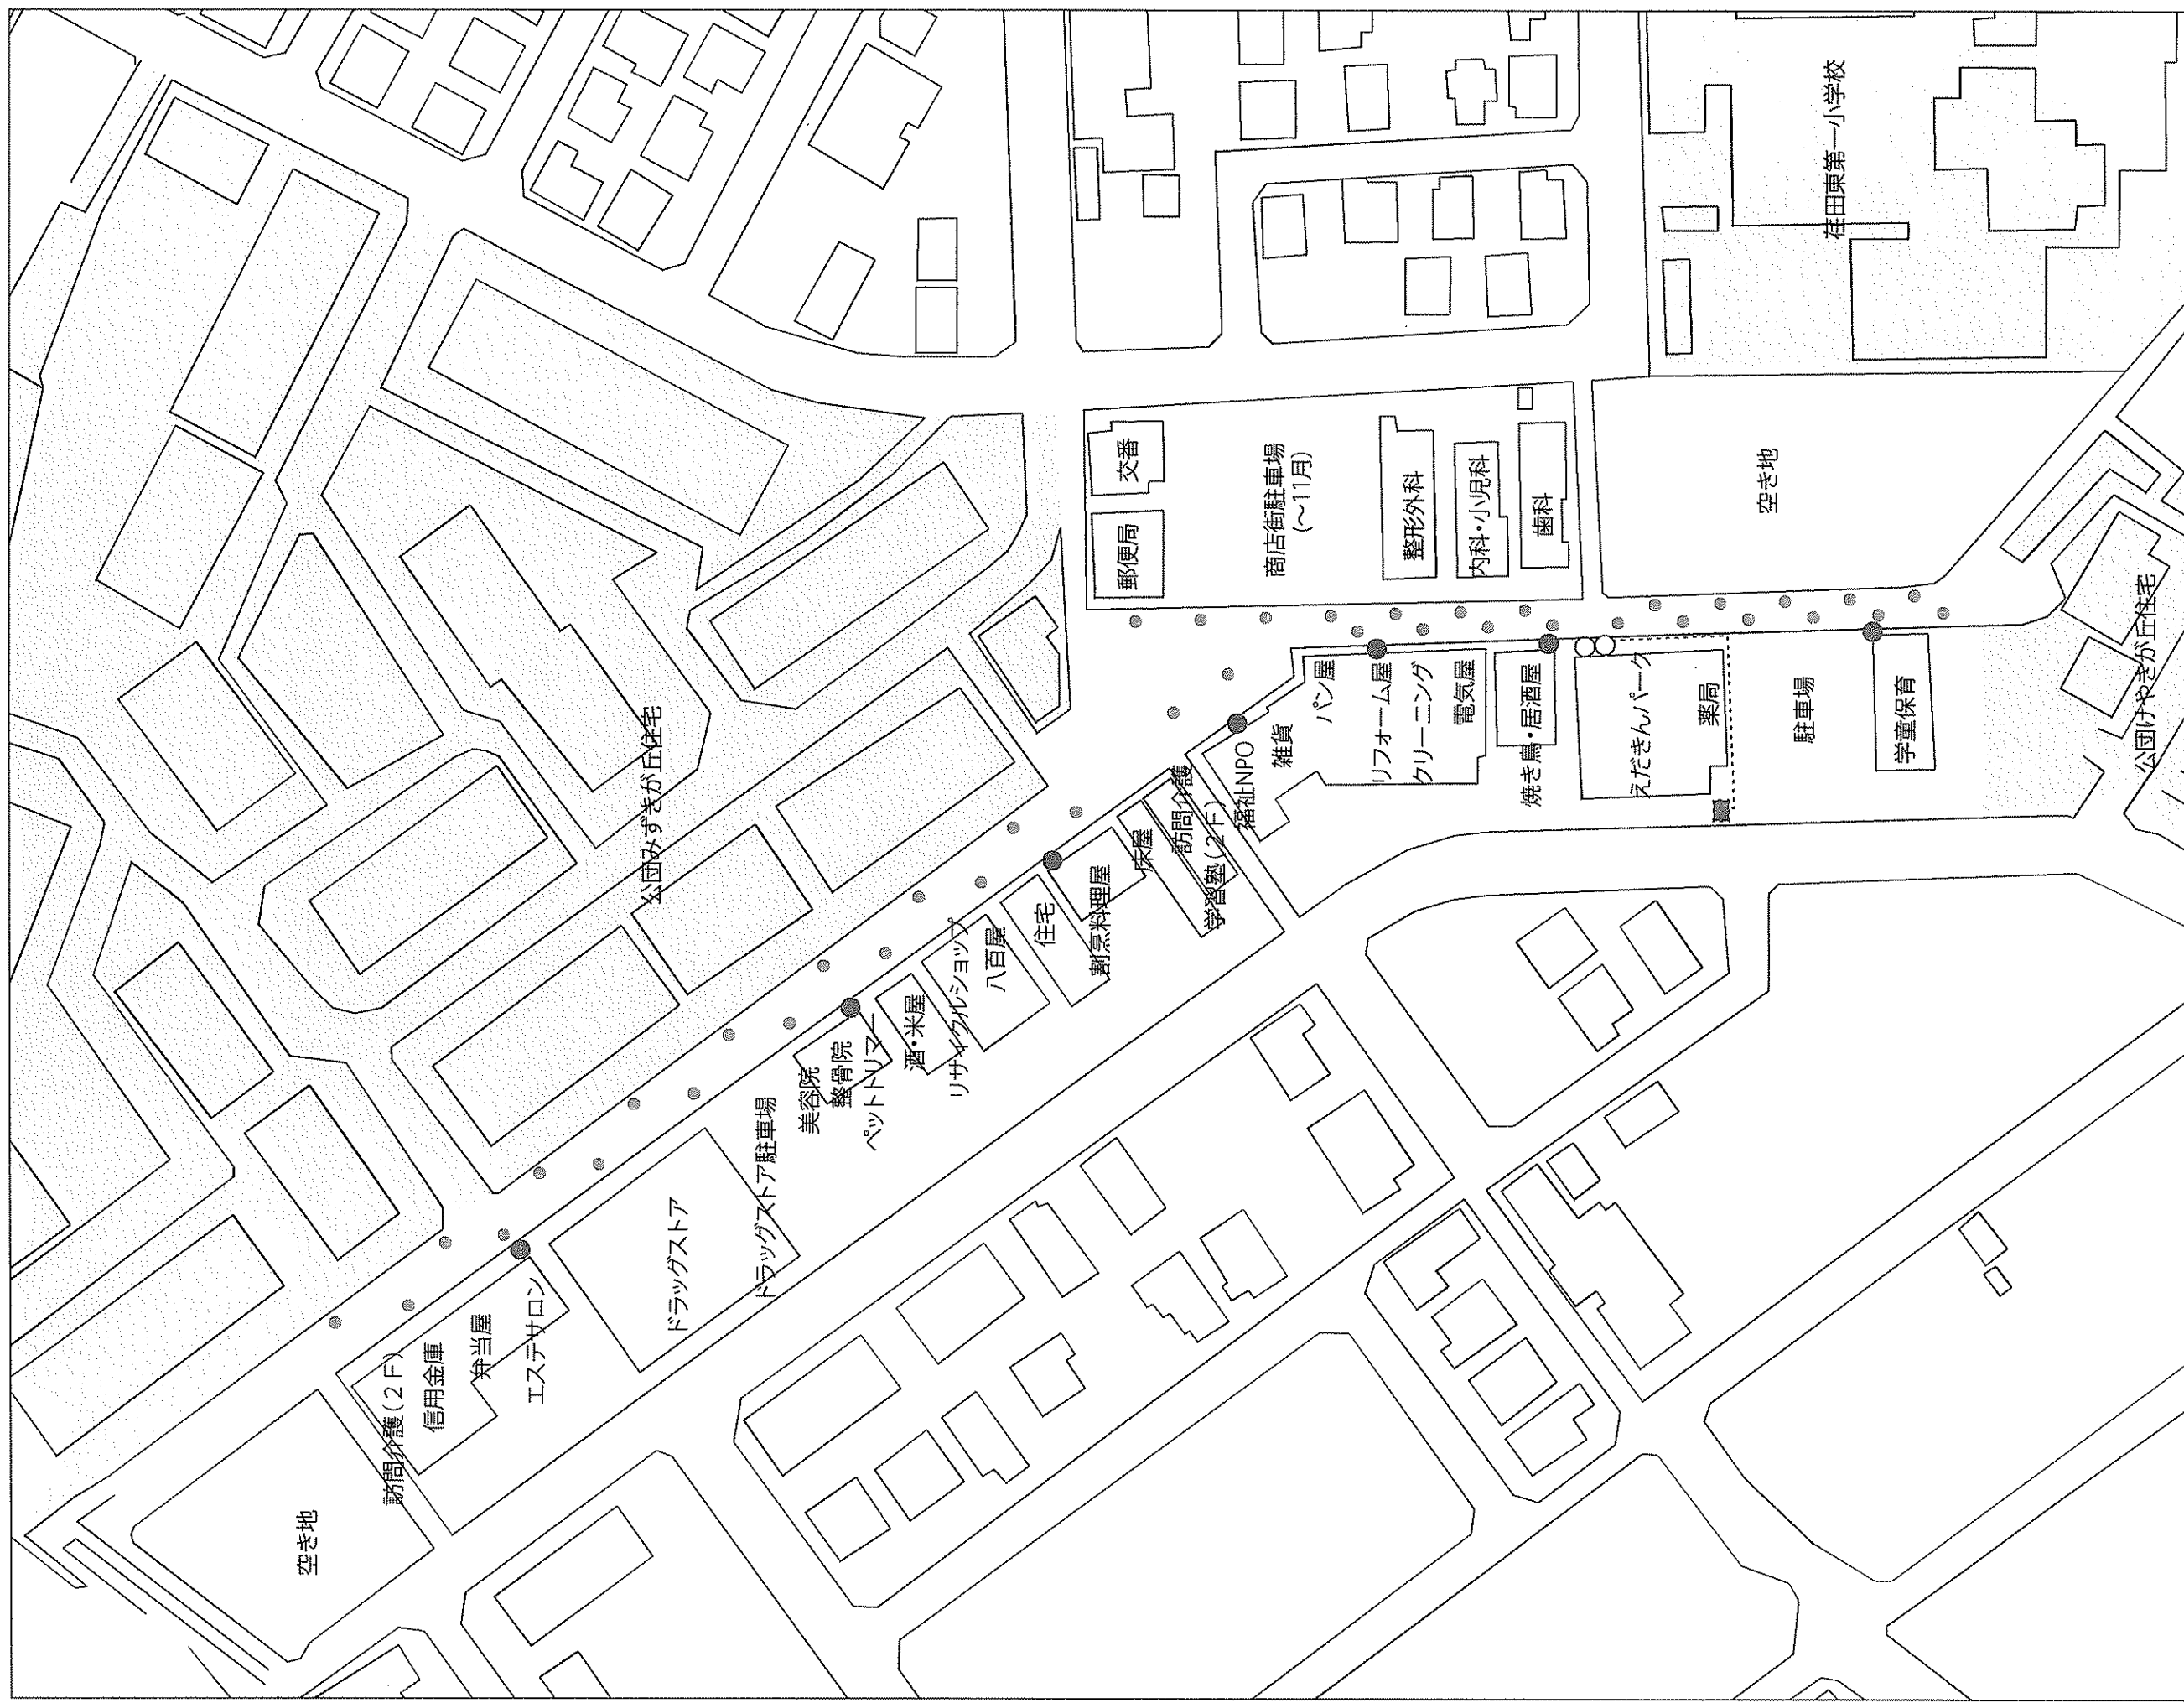 空き地
訪問介護（２Ｆ）
信用金庫
弁当屋
エステサロン
公団みずきが丘住宅
ドラッグストア
ドラッグストア駐車場
美容院
整骨院
ペットトリマー
酒・米屋
リサイクルショップ
八百屋
住宅
割烹料理屋
床屋
訪問介護
学習塾（２Ｆ）
福祉NPO
雑貨
パン屋
リフォーム屋
クリーニング
電気屋
焼き鳥・居酒屋
えだきんパーク
薬局
駐車場
学童保育
公団けやきが丘住宅
交番
郵便局
商店街駐車場
（～11月）
整形外科
内科・小児科
歯科
空き地
荏田東第一小学校